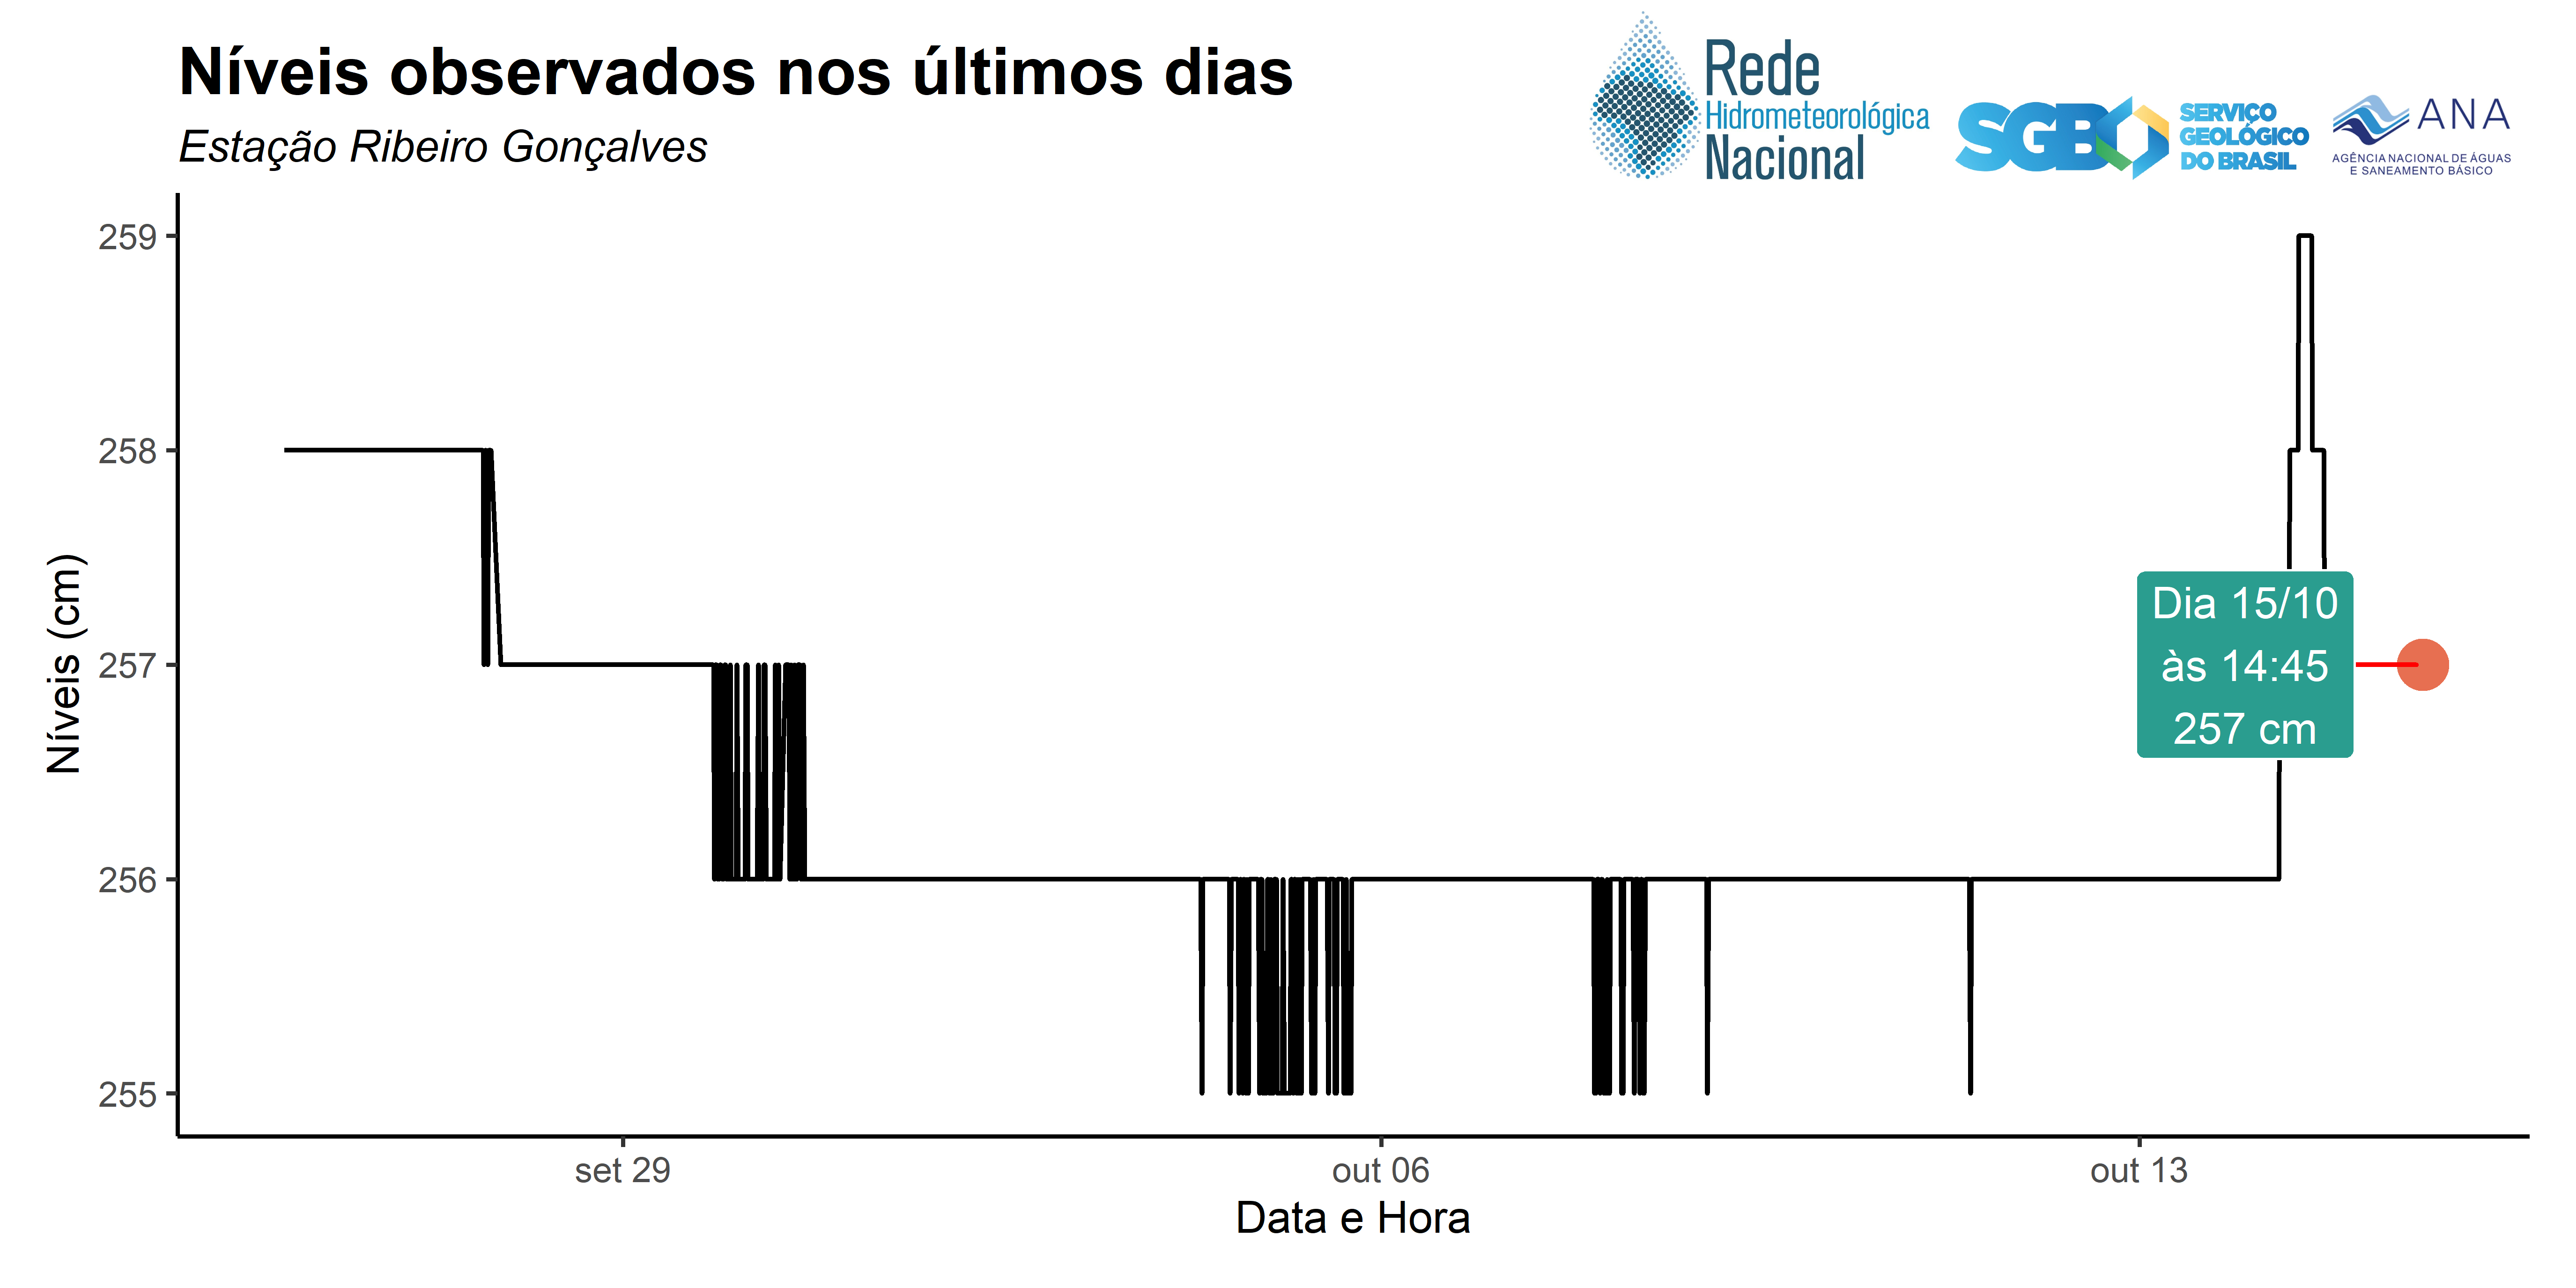 Níveis observados nos últimos dias
Estação Ribeiro Gonçalves
Rede
Hidrometeorológica
Nacional
SGB
SERVIÇO
GEOLÓGICO
DO BRASIL
ANA
AGÊNCIA NACIONAL DE ÁGUAS
E SANEAMENTO BÁSICO
Níveis (cm)
259
258
257
256
255
Dia 15/10
às 14:45
257 cm
set 29
out 06
out 13
Data e Hora